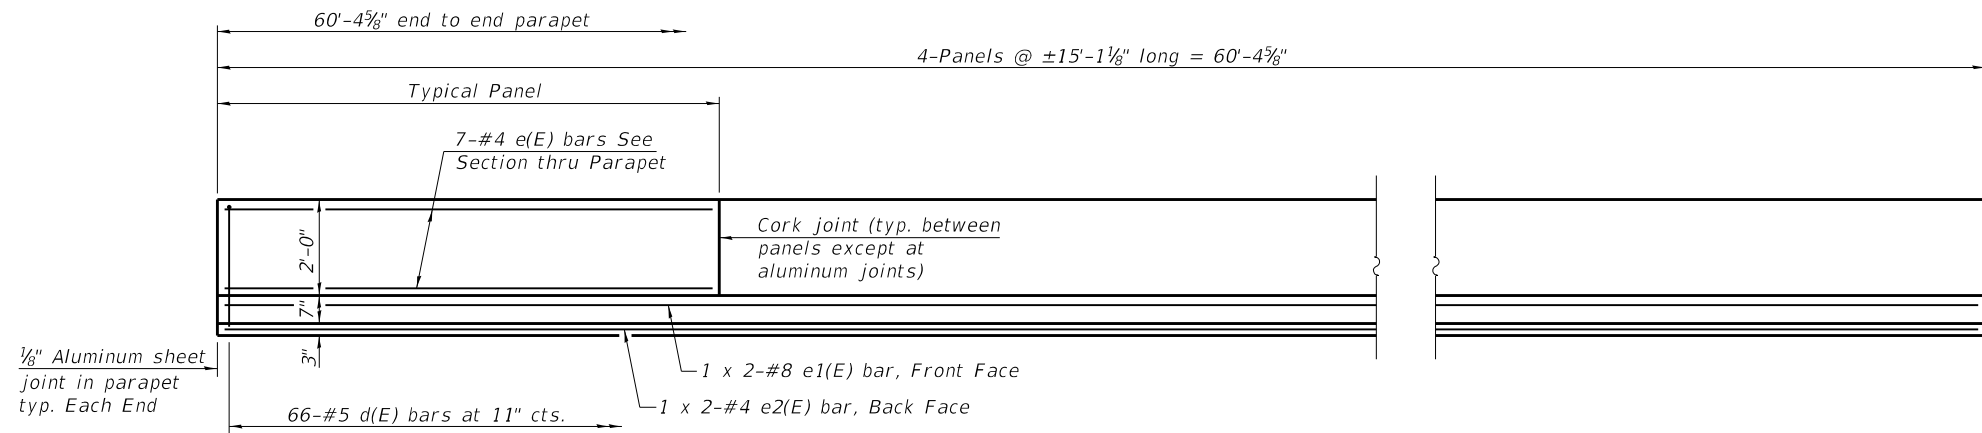 60'-4⅝" end to end parapet
4-Panels @ ±15'-1⅛" long = 60'-4⅝"
Typical Panel
7-#4 e(E) bars See
Section thru Parapet
Cork joint (typ. between
panels except at
aluminum joints)
2'-0"
7"
3"
⅛" Aluminum sheet
joint in parapet
typ. Each End
1 x 2-#8 e1(E) bar, Front Face
1 x 2-#4 e2(E) bar, Back Face
66-#5 d(E) bars at 11" cts.